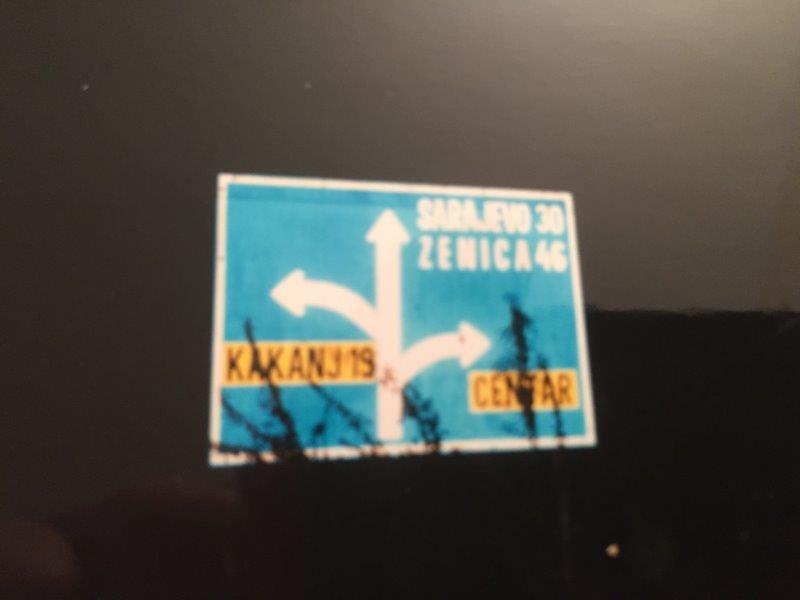 SARAJEVO 30
ZENICA 46
KAKANJ 19
CENTAR